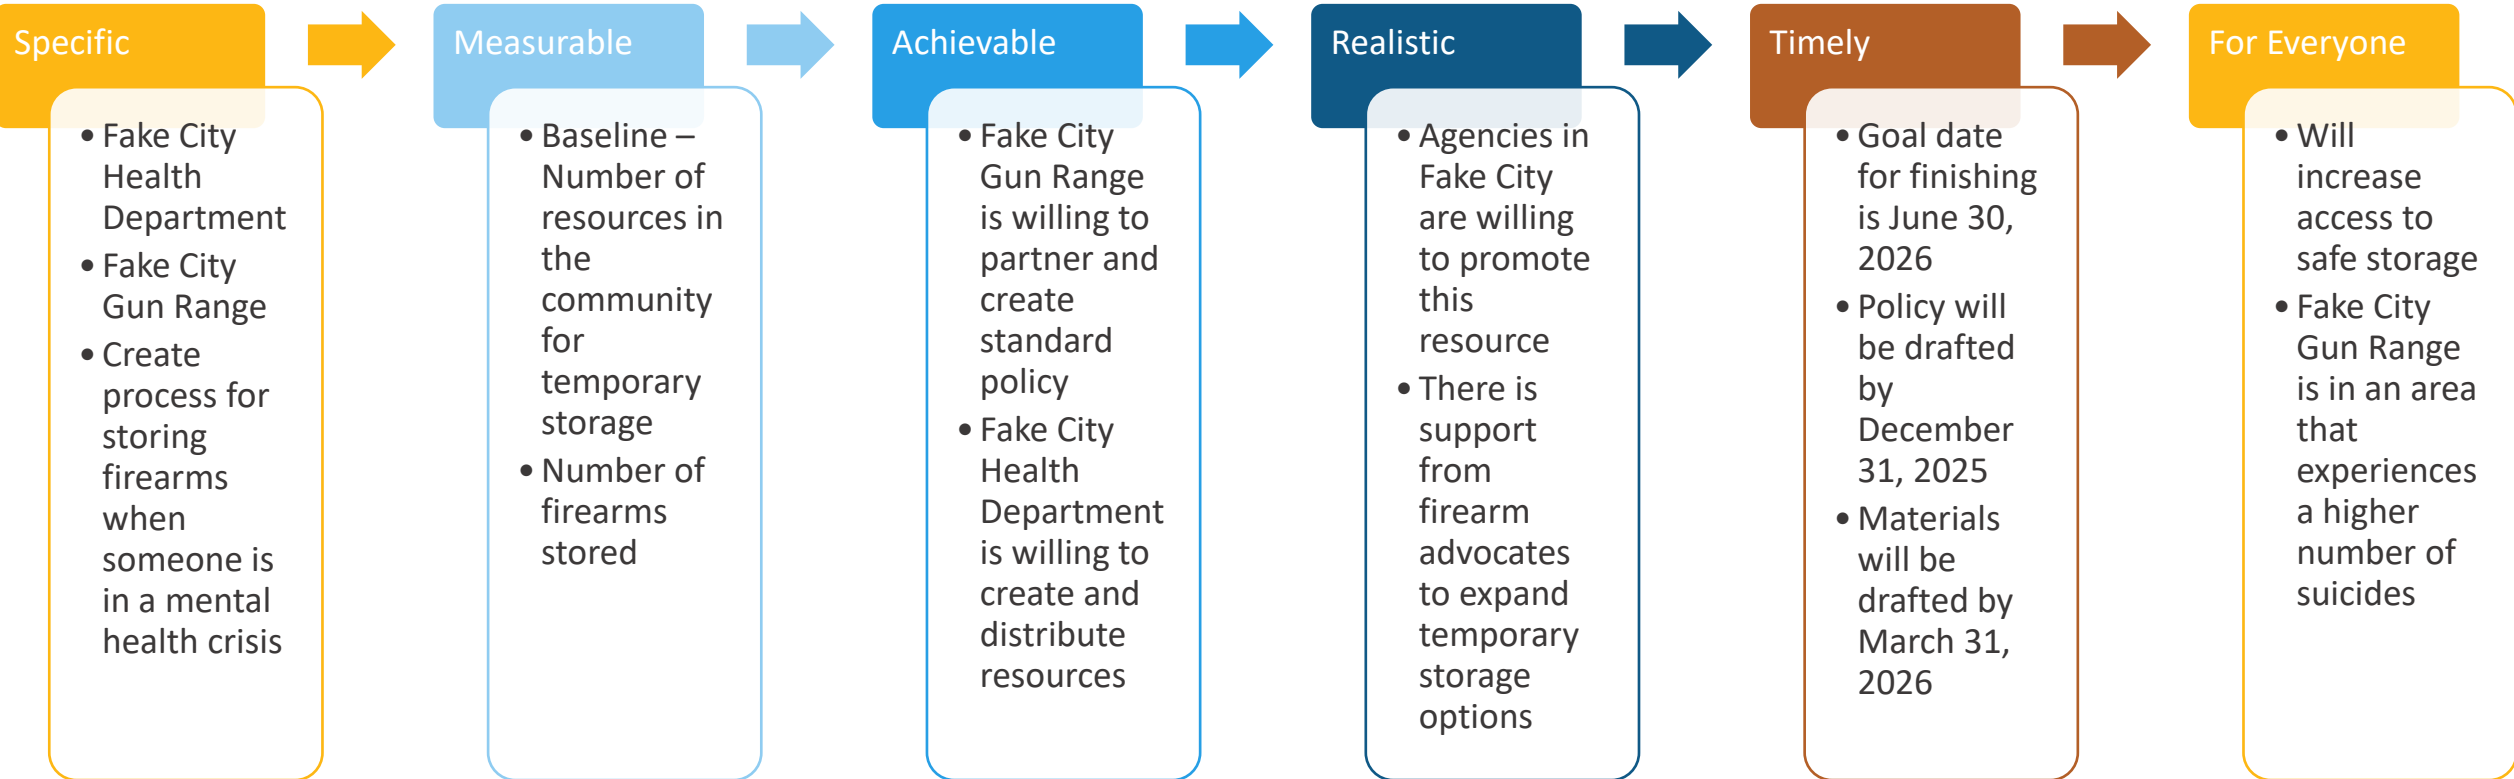 Specific
• Fake City
Health
Department
• Fake City
Gun Range
• Create
process for
storing
firearms
when
someone is
in a mental
health crisis
Measurable
• Baseline –
Number of
resources in
the
community
for
temporary
storage
• Number of
firearms
stored
Achievable
• Fake City
Gun Range
is willing to
partner and
create
standard
policy
• Fake City
Health
Department
is willing to
create and
distribute
resources
Realistic
• Agencies in
Fake City
are willing
to promote
this
resource
• There is
support
from
firearm
advocates
to expand
temporary
storage
options
Timely
• Goal date
for finishing
is June 30,
2026
• Policy will
be drafted
by
December
31, 2025
• Materials
will be
drafted by
March 31,
2026
For Everyone
• Will
increase
access to
safe storage
• Fake City
Gun Range
is in an area
that
experiences
a higher
number of
suicides